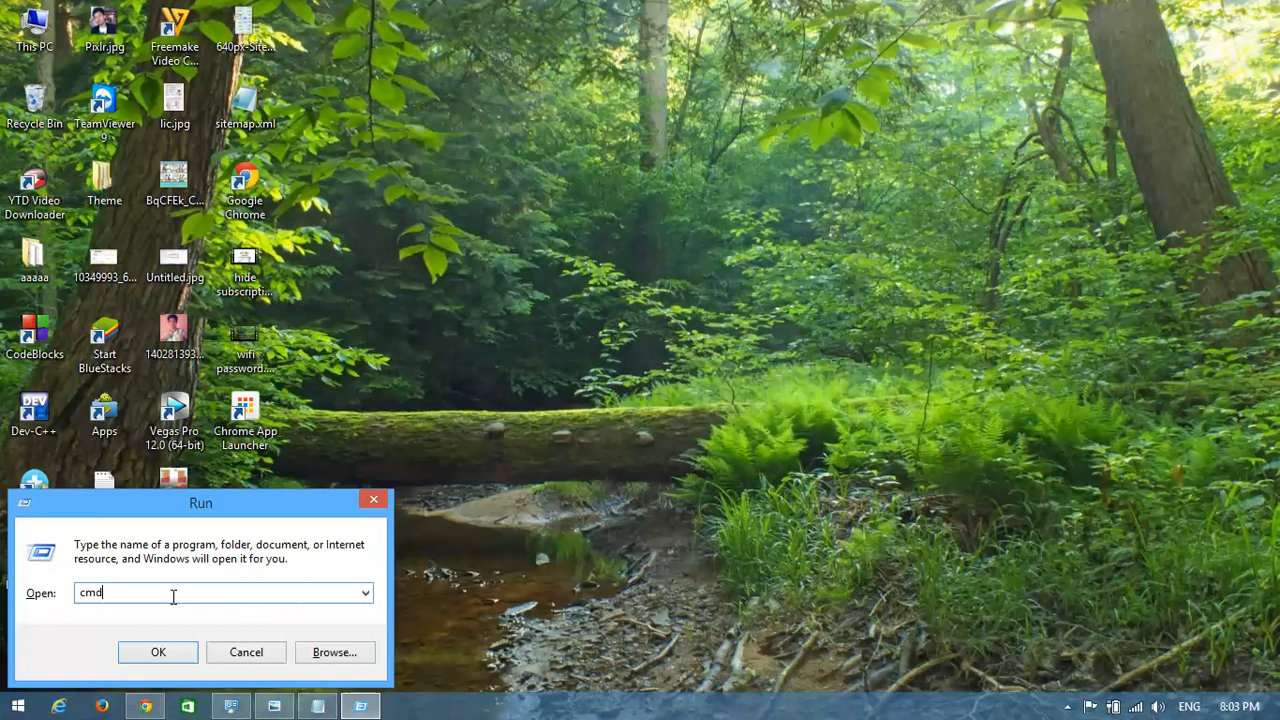 This PC
Pixlr.jpg
Freemake
Video C...
640px-Site...
Recycle Bin
TeamViewer
9
lic.jpg
sitemap.xml
YTD Video
Downloader
Theme
BqCFEk_C...
Google
Chrome
aaaaa
10349993_6...
Untitled.jpg
hide
subscripti...
CodeBlocks
Start
BlueStacks
140281393...
wifi
password....
DEV
Dev-C++
Apps
Vegas Pro
12.0 (64-bit)
Chrome App
Launcher
Run
Type the name of a program, folder, document, or Internet
resource, and Windows will open it for you.
Open:
cmd
OK
Cancel
Browse...
ENG
8:03 PM